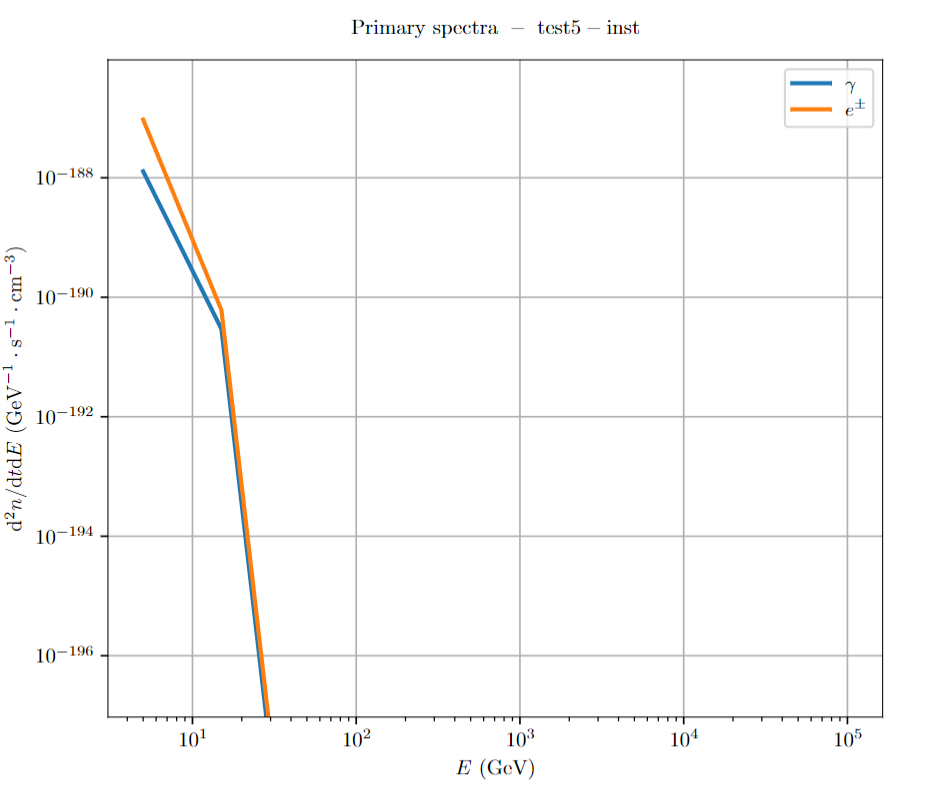 Primary spectra − test5 − inst
γ
e±
d²n/dtdE (GeV⁻¹ · s⁻¹ · cm⁻³)
10⁻¹⁸⁸
10⁻¹⁹⁰
10⁻¹⁹²
10⁻¹⁹⁴
10⁻¹⁹⁶
10¹ 10² 10³ 10⁴ 10⁵
E (GeV)